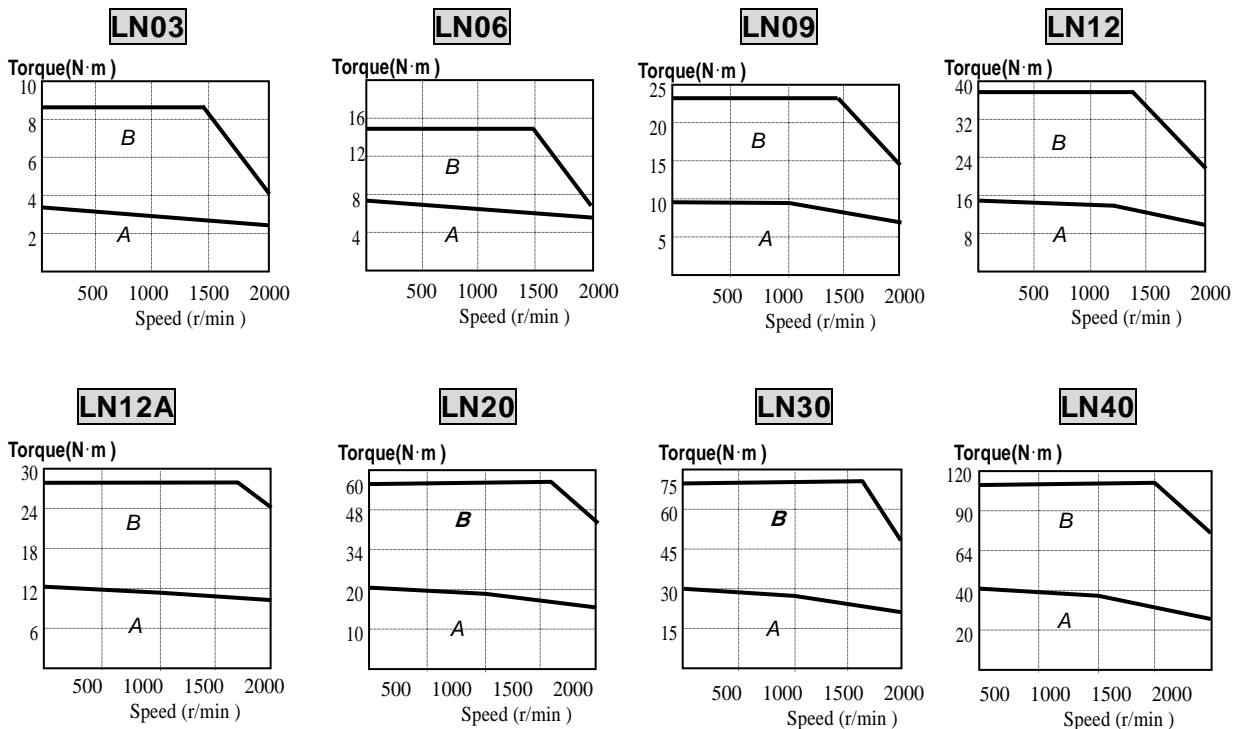 LN03
Torque(N·m )
10
8
6
4
2
B
A
500 1000 1500 2000
Speed (r/min )
LN06
Torque(N·m )
16
12
8
4
B
A
500 1000 1500 2000
Speed (r/min )
LN09
Torque(N·m )
25
20
15
10
5
B
A
500 1000 1500 2000
Speed (r/min )
LN12
Torque(N·m )
40
32
24
16
8
B
A
500 1000 1500 2000
Speed (r/min )
LN12A
Torque(N·m )
30
24
18
12
6
B
A
500 1000 1500 2000
Speed (r/min )
LN20
Torque(N·m )
60
48
34
20
10
B
A
500 1000 1500 2000
Speed (r/min )
LN30
Torque(N·m )
75
60
45
30
15
B
A
500 1000 1500 2000
Speed (r/min )
LN40
Torque(N·m )
120
90
64
40
20
B
A
500 1000 1500 2000
Speed (r/min )